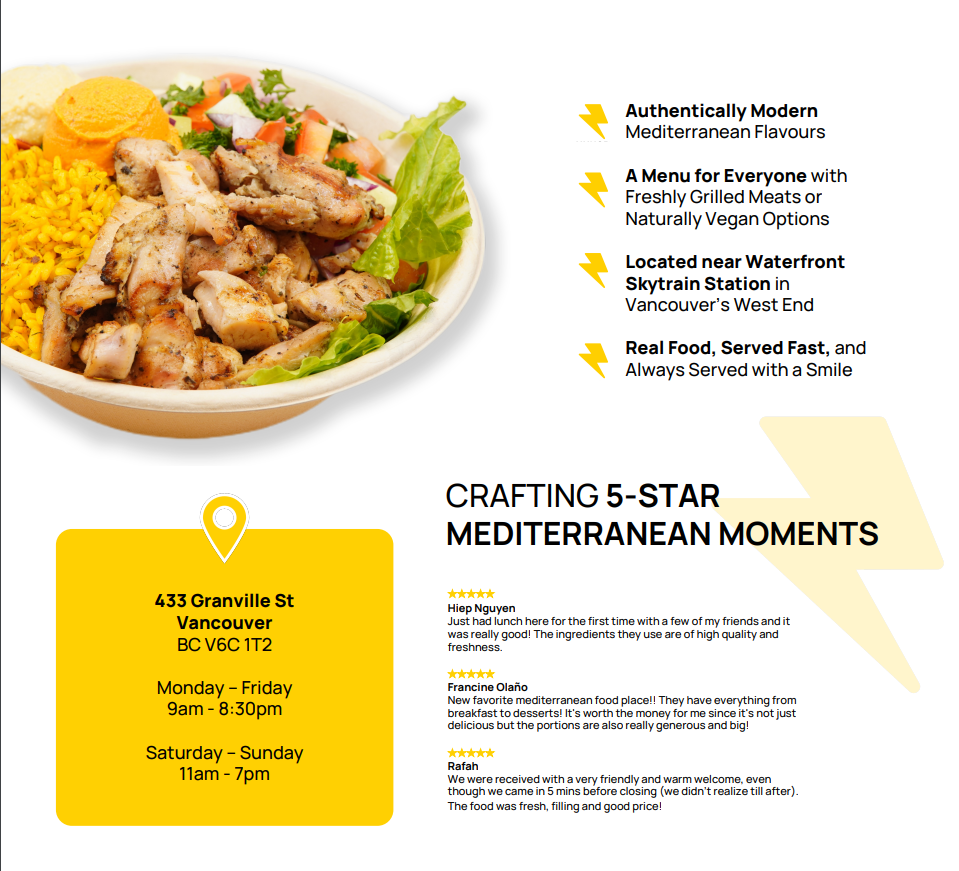 Authentically Modern
Mediterranean Flavours
A Menu for Everyone with
Freshly Grilled Meats or
Naturally Vegan Options
Located near Waterfront
Skytrain Station in
Vancouver's West End
Real Food, Served Fast, and
Always Served with a Smile
433 Granville St
Vancouver
BC V6C 1T2
Monday – Friday
9am - 8:30pm
Saturday – Sunday
11am - 7pm
CRAFTING 5-STAR
MEDITERRANEAN MOMENTS
Hiep Nguyen
Just had lunch here for the first time with a few of my friends and it
was really good! The ingredients they use are of high quality and
freshness.
Francine Olaño
New favorite mediterranean food place!! They have everything from
breakfast to desserts! It's worth the money for me since it's not just
delicious but the portions are also really generous and big!
Rafah
We were received with a very friendly and warm welcome, even
though we came in 5 mins before closing (we didn't realize till after).
The food was fresh, filling and good price!